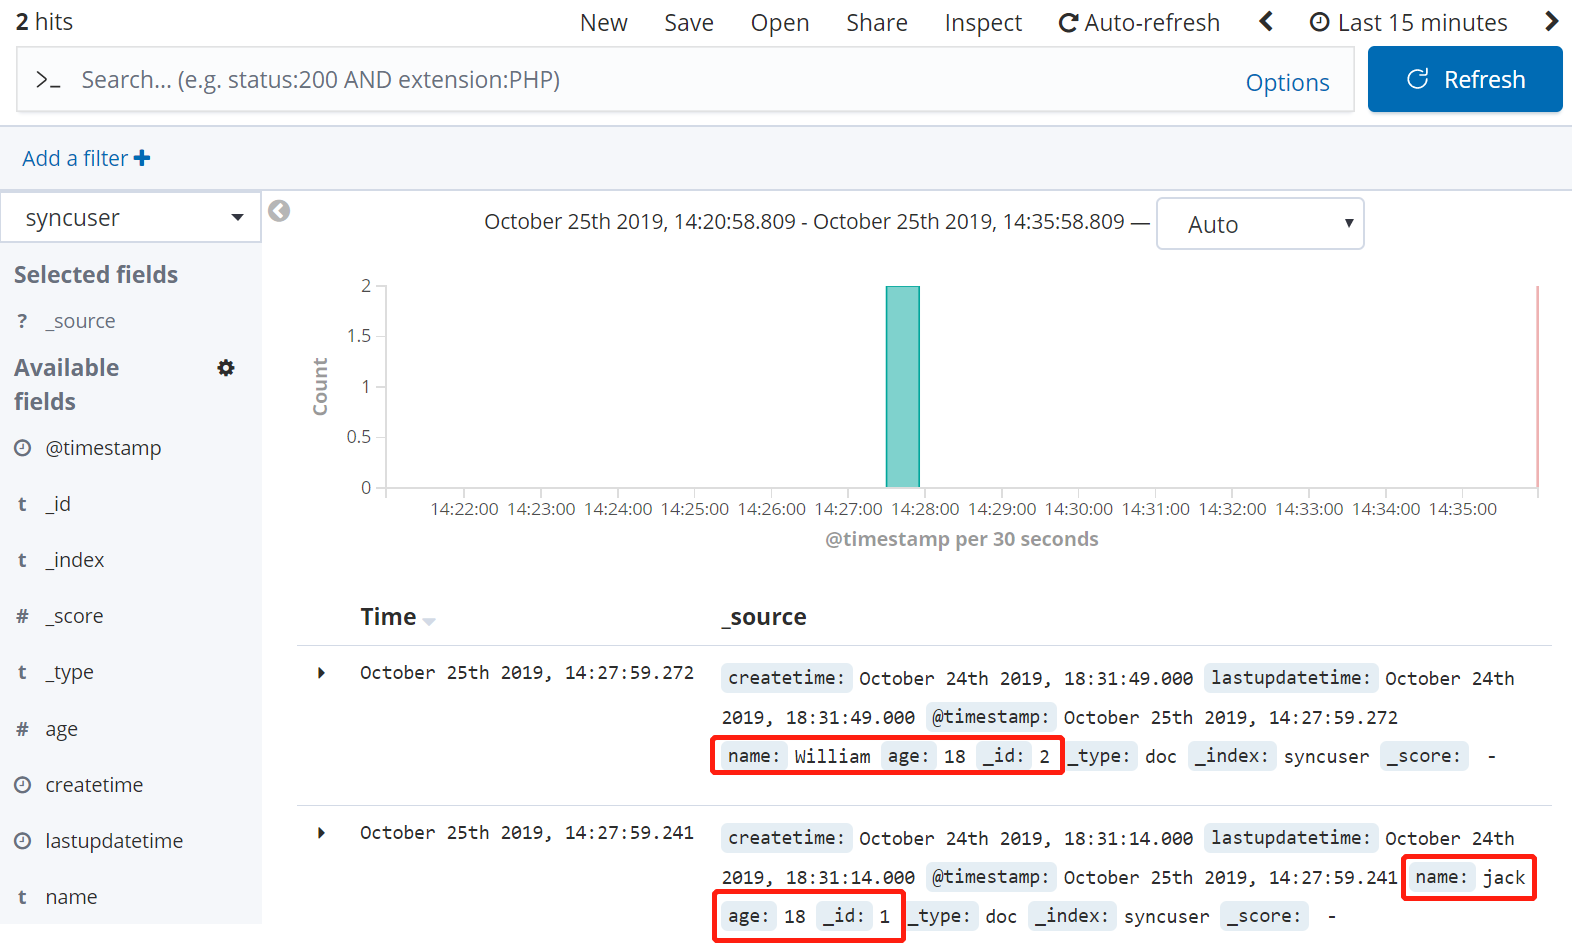 2 hits New Save Open Share Inspect Auto-refresh Last 15 minutes
>_ Search... (e.g. status:200 AND extension:PHP) Options Refresh
Add a filter
syncuser
October 25th 2019, 14:20:58.809 - October 25th 2019, 14:35:58.809 — Auto
Selected fields
? _source
Available
fields
@timestamp
t _id
t _index
# _score
t _type
# age
createtime
lastupdatetime
t name
2
1.5
1
0.5
0
Count
14:22:00 14:23:00 14:24:00 14:25:00 14:26:00 14:27:00 14:28:00 14:29:00 14:30:00 14:31:00 14:32:00 14:33:00 14:34:00 14:35:00
@timestamp per 30 seconds
Time _source
October 25th 2019, 14:27:59.272 createtime: October 24th 2019, 18:31:49.000 lastupdatetime: October 24th
2019, 18:31:49.000 @timestamp: October 25th 2019, 14:27:59.272
name: William age: 18 _id: 2 _type: doc _index: syncuser _score: -
October 25th 2019, 14:27:59.241 createtime: October 24th 2019, 18:31:14.000 lastupdatetime: October 24th
2019, 18:31:14.000 @timestamp: October 25th 2019, 14:27:59.241 name: jack
age: 18 _id: 1 _type: doc _index: syncuser _score: -